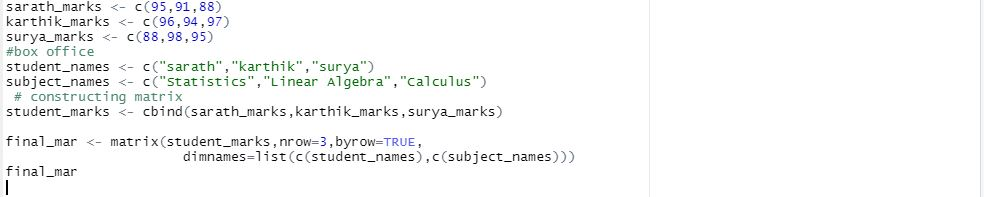 sarath_marks <- c(95,91,88)
karthik_marks <- c(96,94,97)
surya_marks <- c(88,98,95)
#box office
student_names <- c("sarath","karthik","surya")
subject_names <- c("Statistics","Linear Algebra","Calculus")
# constructing matrix
student_marks <- cbind(sarath_marks,karthik_marks,surya_marks)
final_mar <- matrix(student_marks,nrow=3,byrow=TRUE,
dimnames=list(c(student_names),c(subject_names)))
final_mar